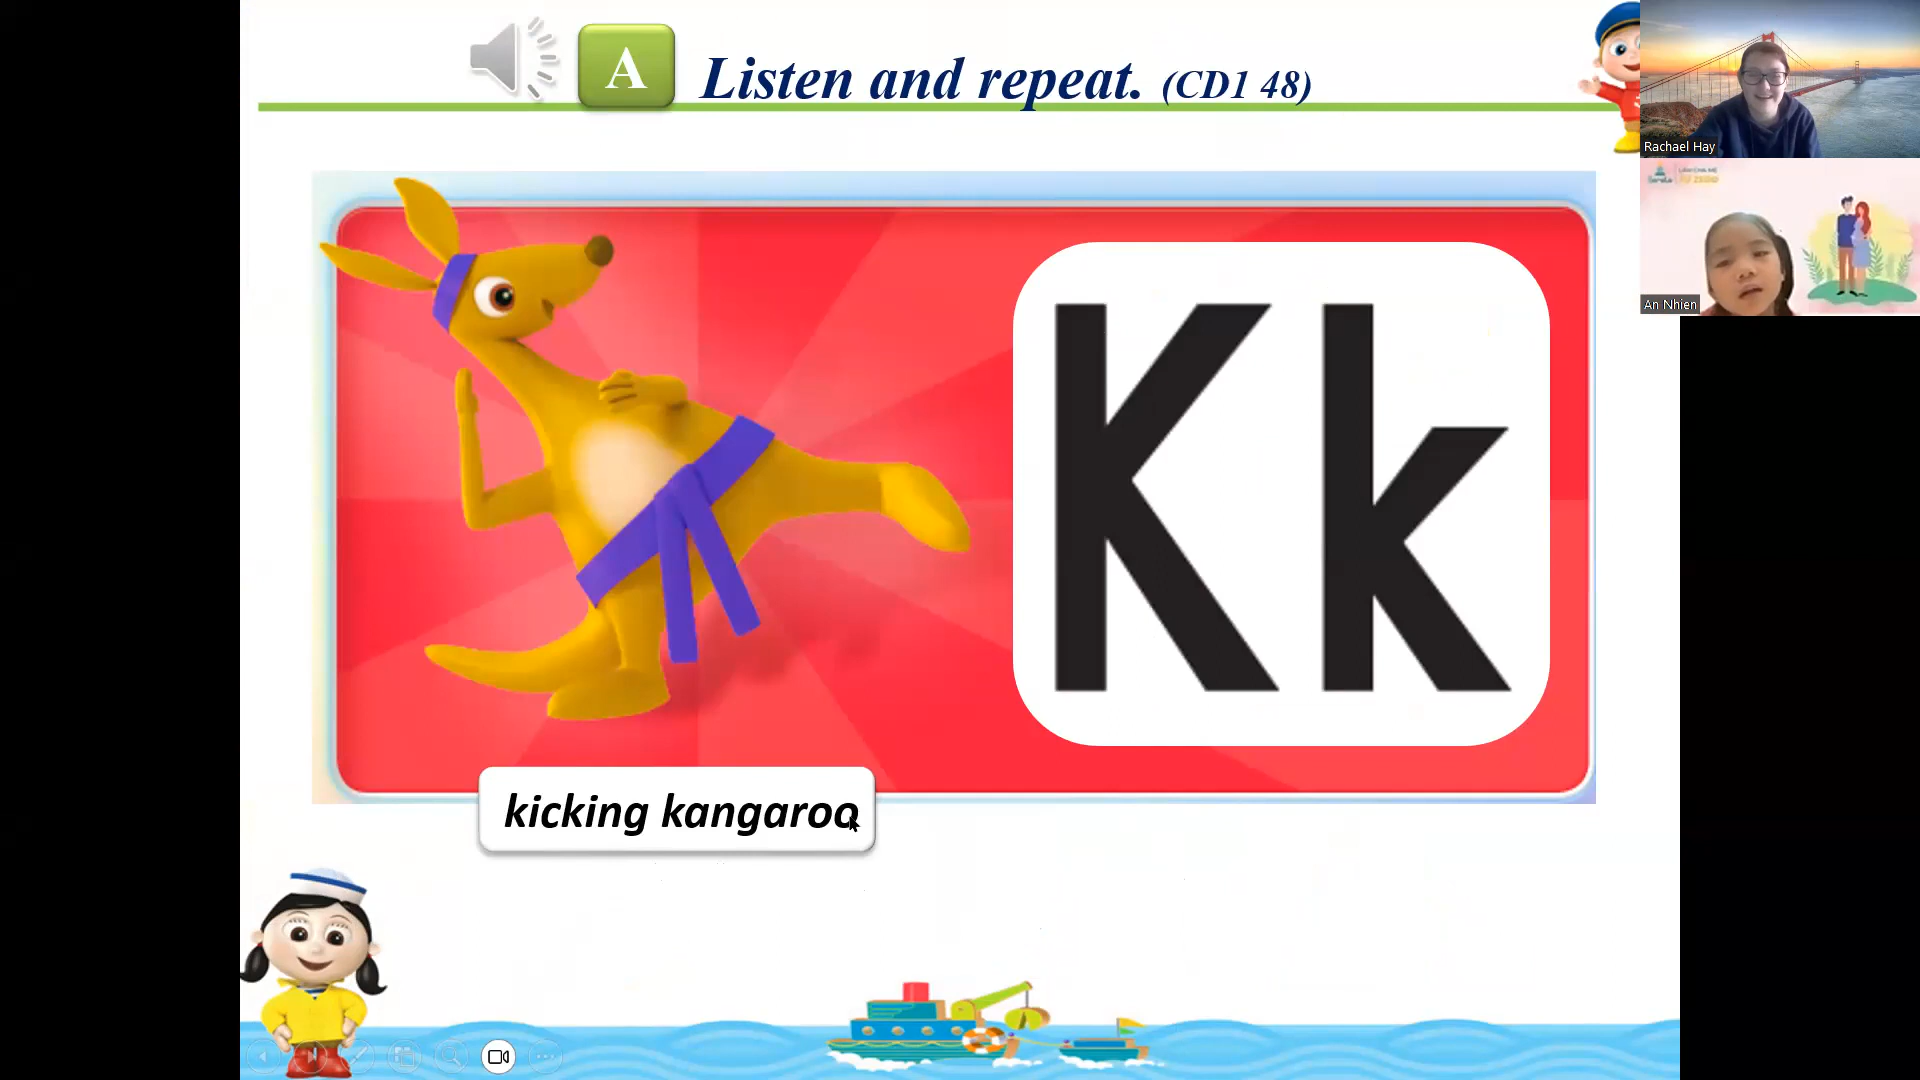 A
Listen and repeat. (CD1 48)
Kk
kicking kangaroo
Rachael Hay
An Nhien